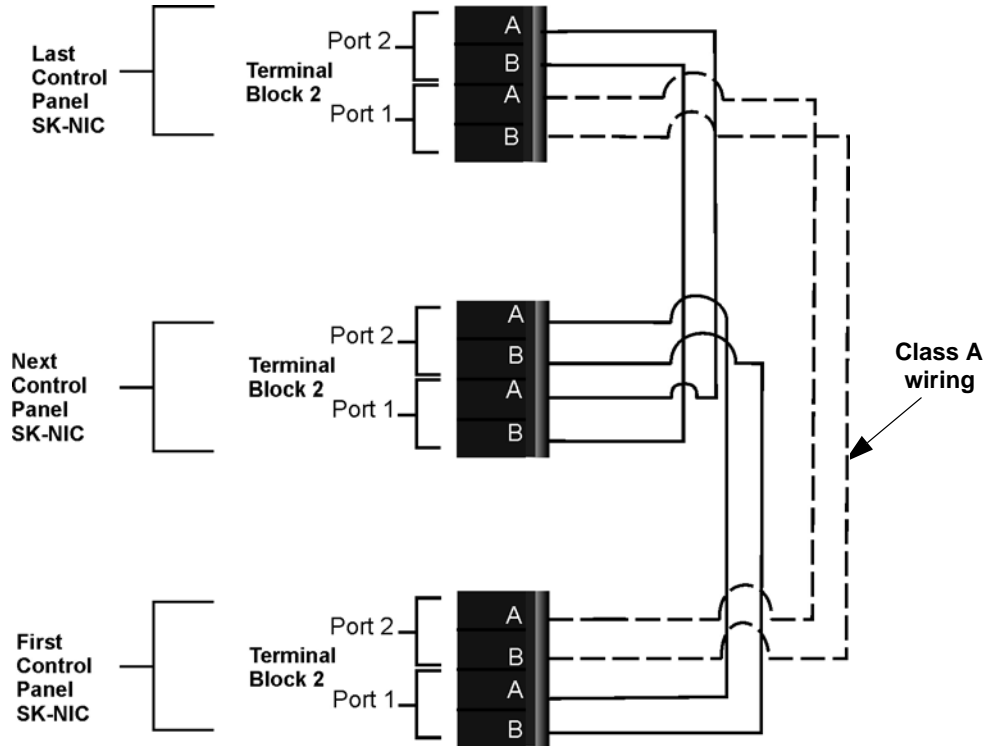 Last
Control
Panel
SK-NIC
Terminal
Block 2
Port 2
Port 1
A
B
A
B
Next
Control
Panel
SK-NIC
Terminal
Block 2
Port 2
Port 1
A
B
A
B
Class A
wiring
First
Control
Panel
SK-NIC
Terminal
Block 2
Port 2
Port 1
A
B
A
B